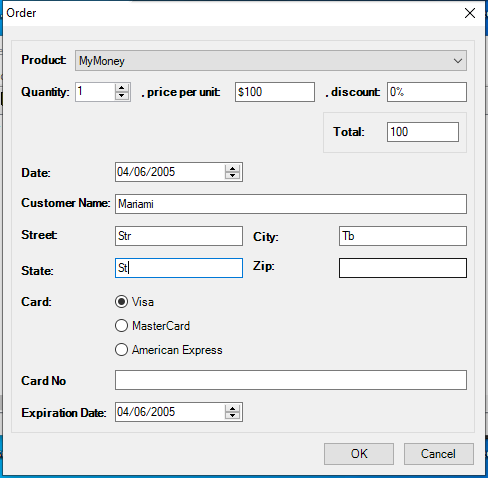 Order
Product: MyMoney
Quantity: 1 , price per unit: $100 , discount: 0%
Total: 100
Date: 04/06/2005
Customer Name: Mariami
Street: Str City: Tb
State: St Zip:
Card: Visa
MasterCard
American Express
Card No
Expiration Date: 04/06/2005
OK Cancel